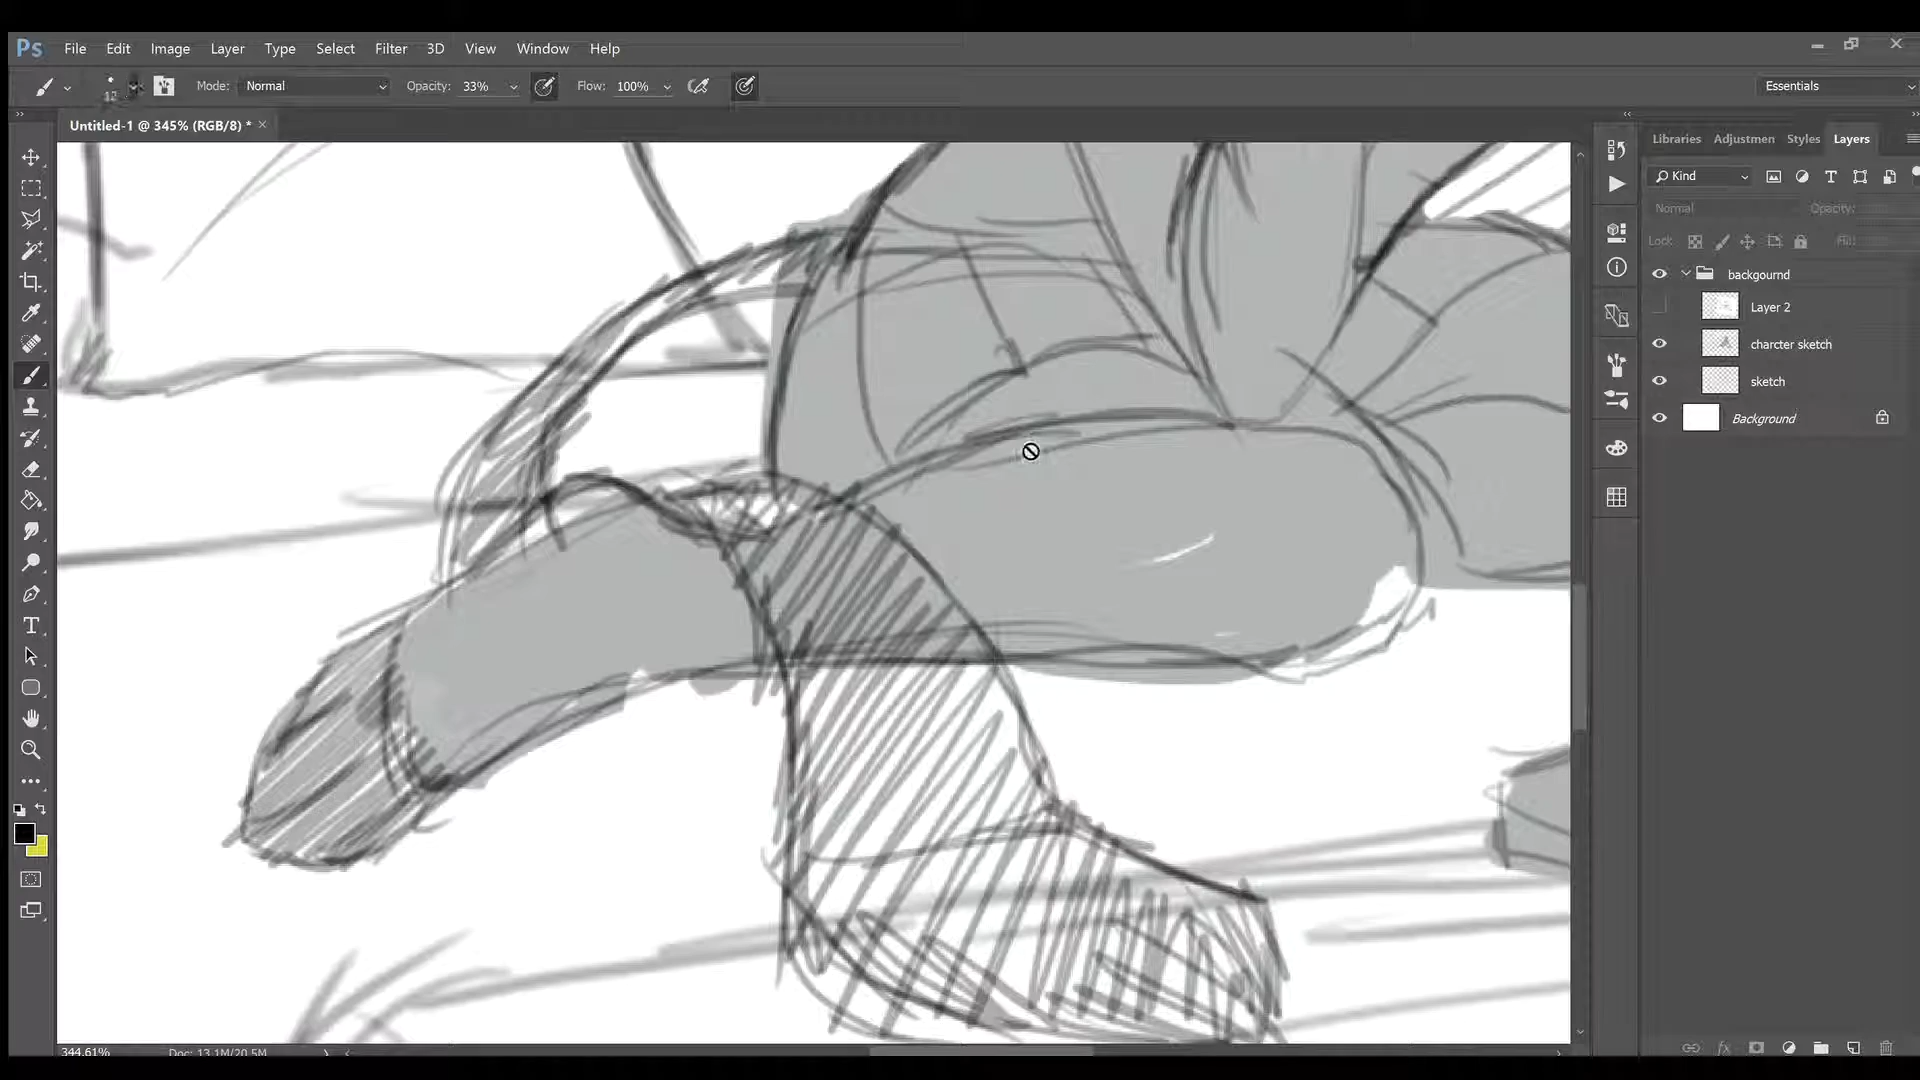 Ps File Edit Image Layer Type Select Filter 3D View Window Help
12 Mode: Normal Opacity: 33% Flow: 100% Essentials
Untitled-1 @ 345% (RGB/8) *
Libraries Adjustmen Styles Layers
Kind
Normal Opacity:
Lock: Fill:
backgournd
Layer 2
charcter sketch
sketch
Background
344.61% Doc: 13.1M/20.5M